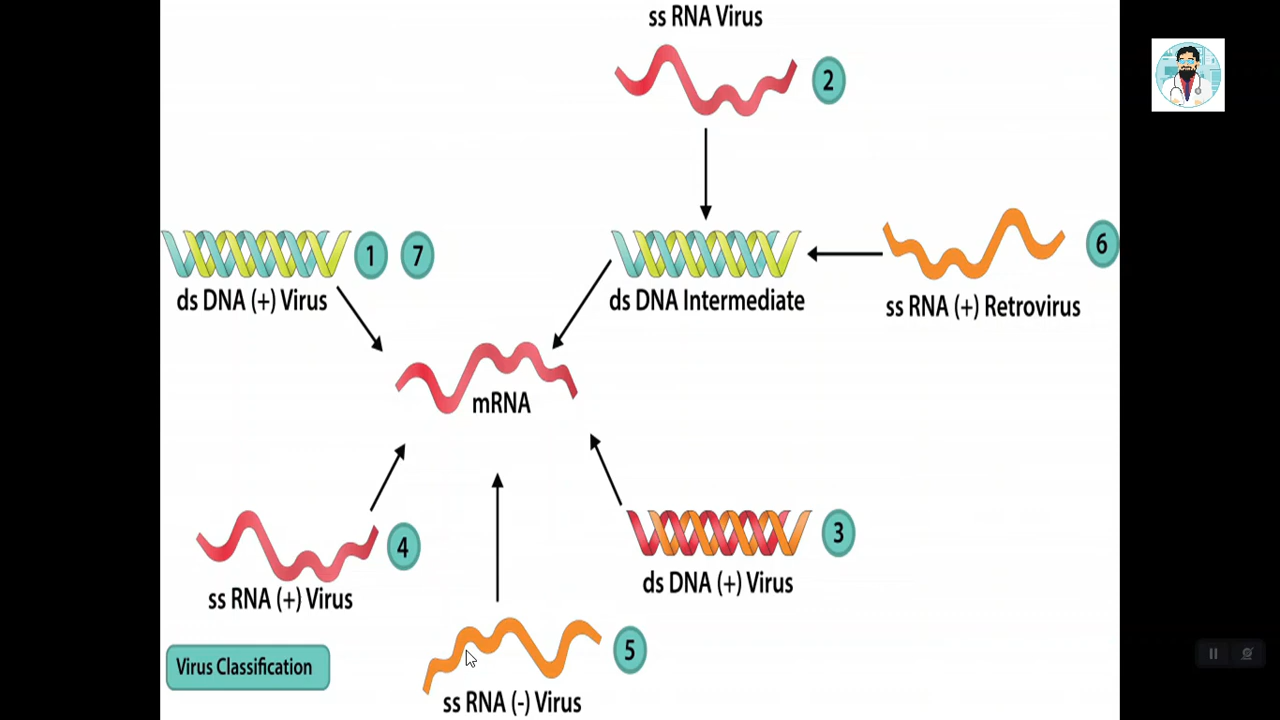 ss RNA Virus
2
1
7
ds DNA (+) Virus
ds DNA Intermediate
6
ss RNA (+) Retrovirus
mRNA
4
ss RNA (+) Virus
3
ds DNA (+) Virus
5
ss RNA (-) Virus
Virus Classification